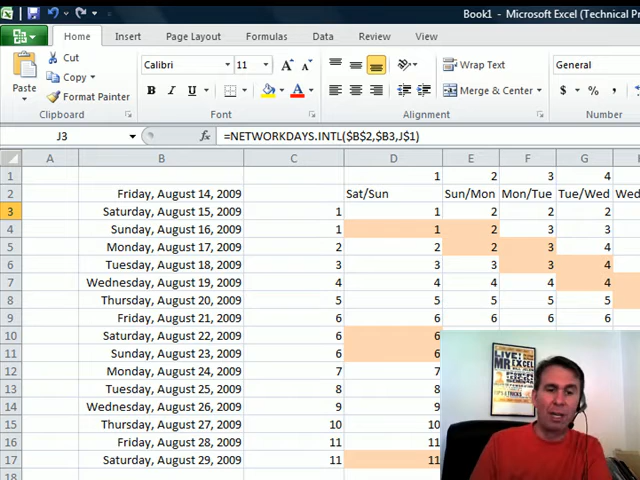 Book1 - Microsoft Excel (Technical Pr
Home Insert Page Layout Formulas Data Review View
Paste
Cut
Copy
Format Painter
Clipboard
Calibri 11 A A
B I U A
Font
Wrap Text
Merge & Center
Alignment
General
$ % ,
Number
J3 fx =NETWORKDAYS.INTL($B$2,$B3,J$1)
A B C D E F G
1 1 2 3 4
2 Friday, August 14, 2009 Sat/Sun Sun/Mon Mon/Tue Tue/Wed Wed
3 Saturday, August 15, 2009 1 1 2 2 2
4 Sunday, August 16, 2009 1 1 2 3 3
5 Monday, August 17, 2009 2 2 2 3 4
6 Tuesday, August 18, 2009 3 3 3 3 4
7 Wednesday, August 19, 2009 4 4 4 4 4
8 Thursday, August 20, 2009 5 5 5 5 5
9 Friday, August 21, 2009 6 6 6 6 6
10 Saturday, August 22, 2009 6 6
11 Sunday, August 23, 2009 6 6
12 Monday, August 24, 2009 7 7
13 Tuesday, August 25, 2009 8 8
14 Wednesday, August 26, 2009 9 9
15 Thursday, August 27, 2009 10 10
16 Friday, August 28, 2009 11 11
17 Saturday, August 29, 2009 11 11
18
LIVE!
MR EXCEL